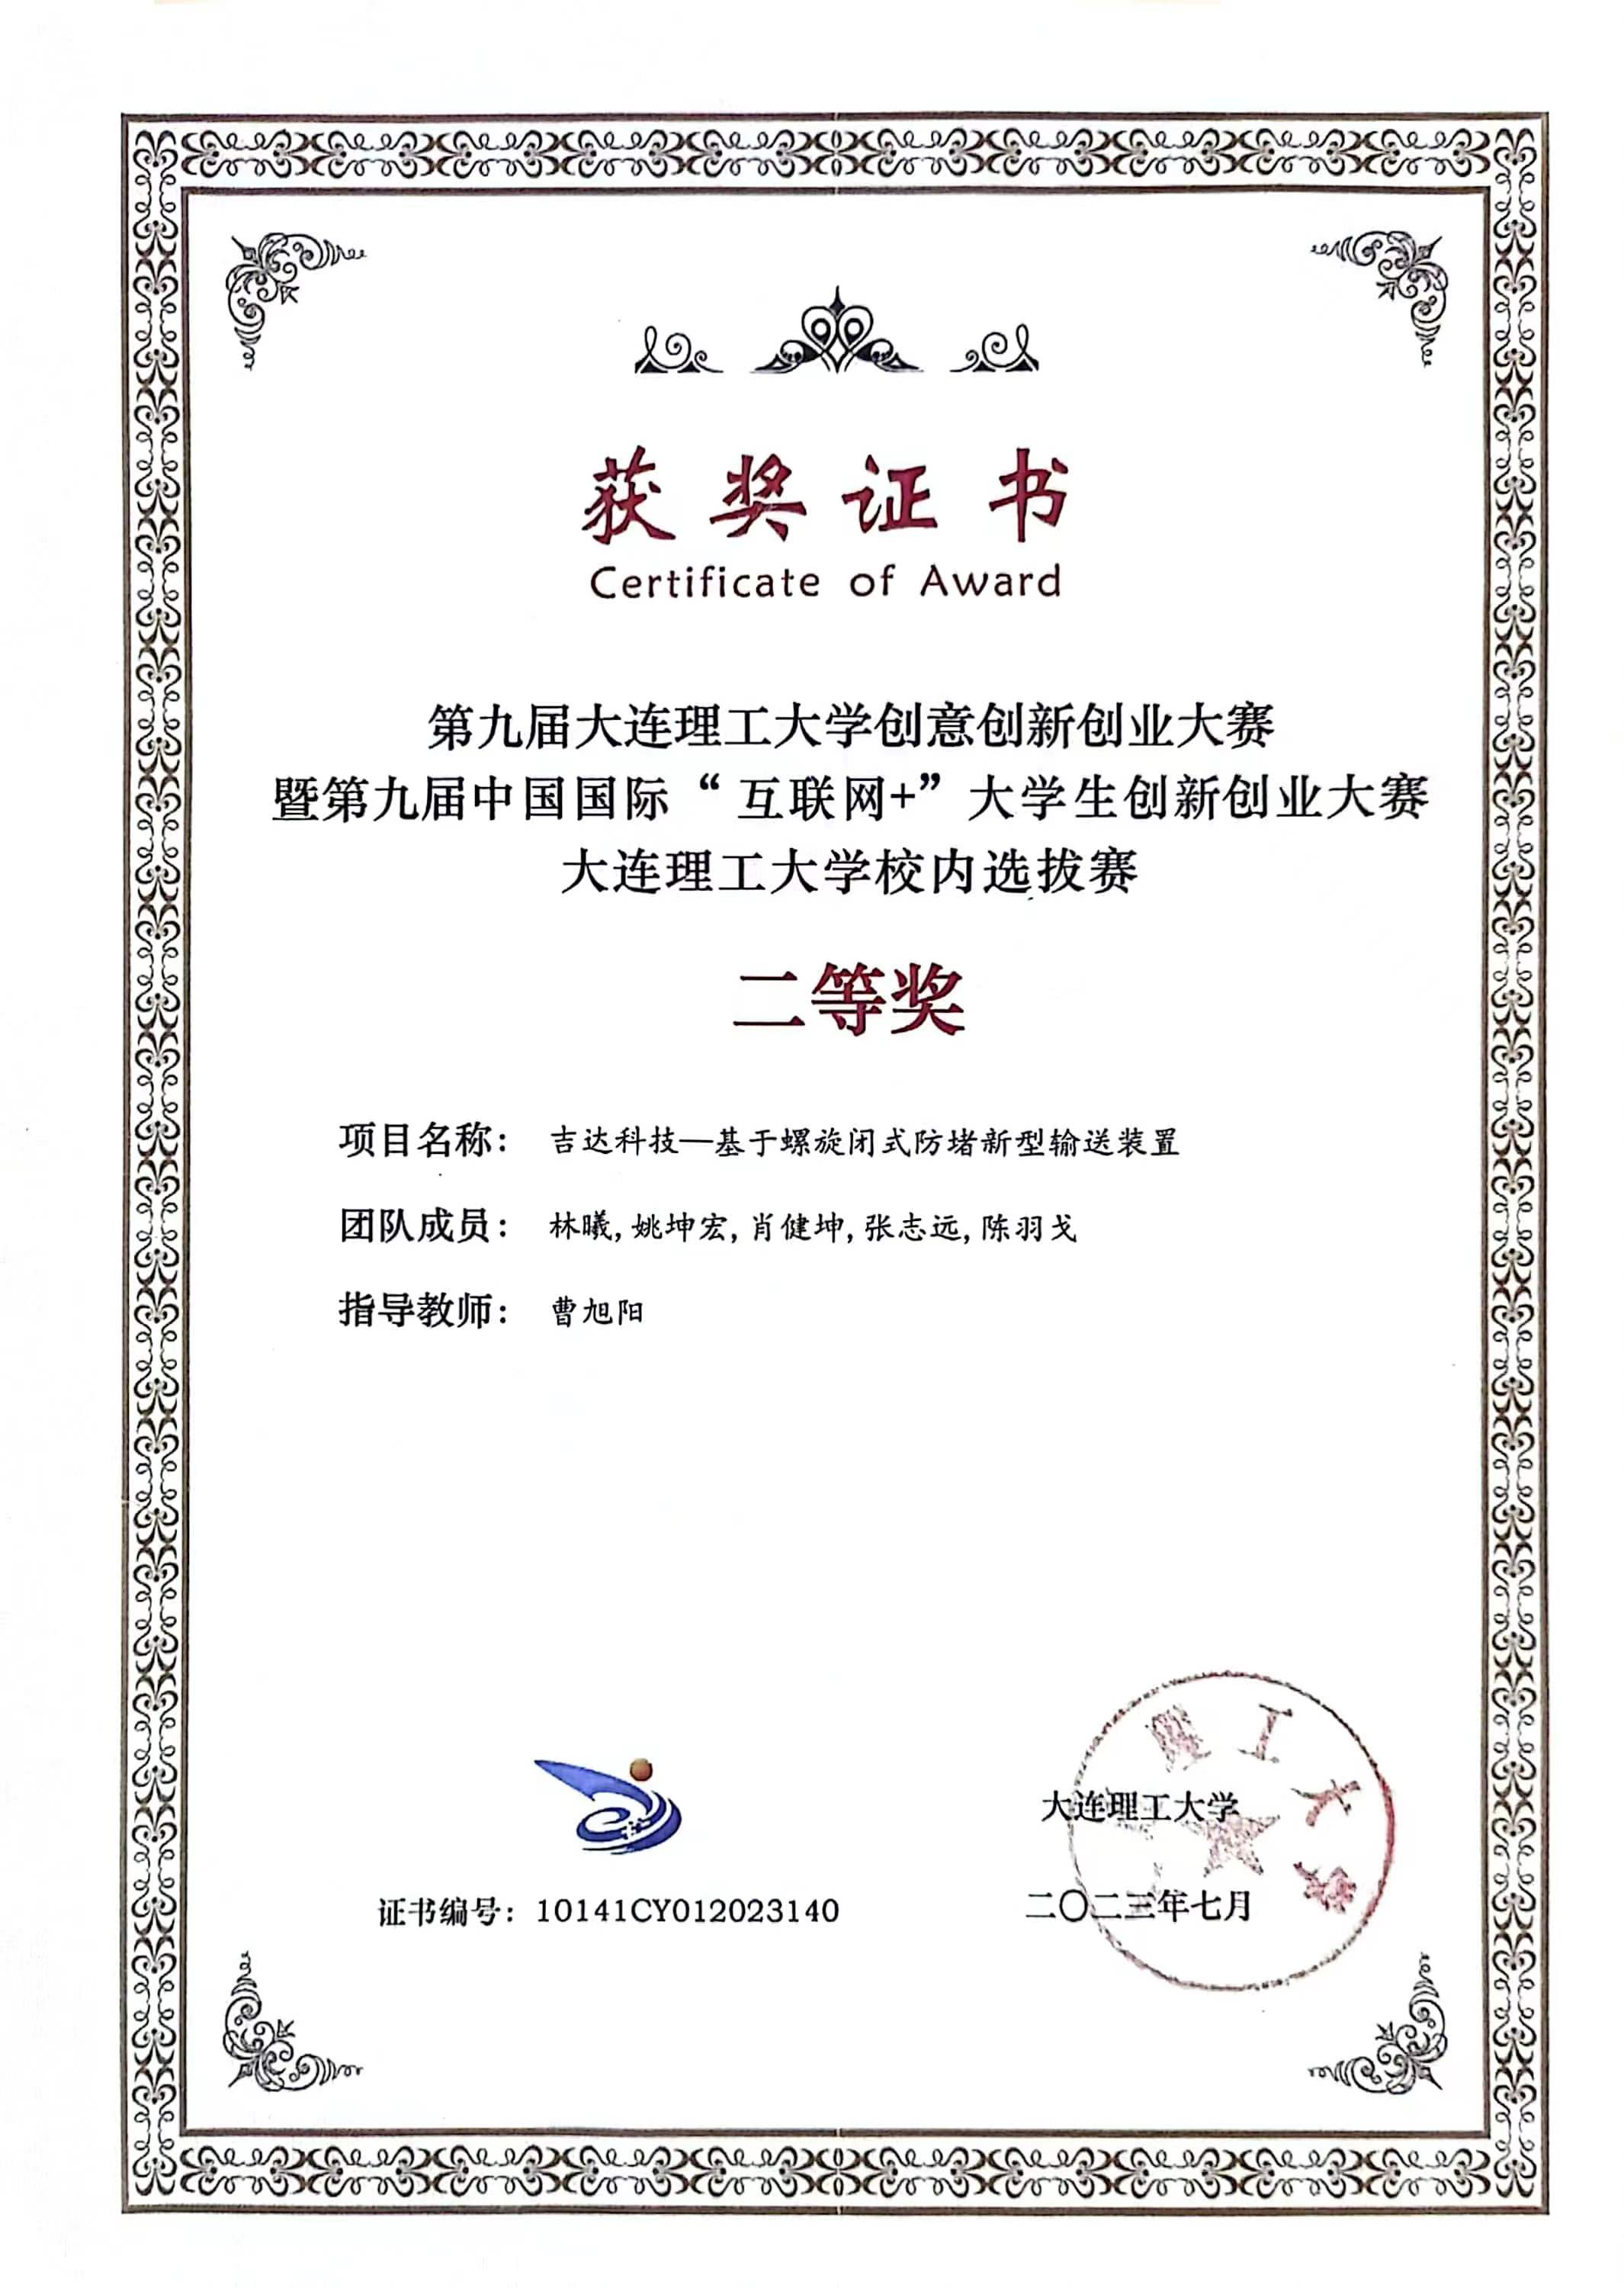 获奖证书
Certificate of Award
第九届大连理工大学创意创新创业大赛
暨第九届中国国际“互联网+”大学生创新创业大赛
大连理工大学校内选拔赛
二等奖
项目名称： 吉达科技—基于螺旋闭式防堵新型输送装置
团队成员： 林曦,姚坤宏,肖健坤,张志远,陈羽戈
指导教师： 曹旭阳
理工大学
大连理工大学
证书编号：10141CY012023140
二〇二三年七月